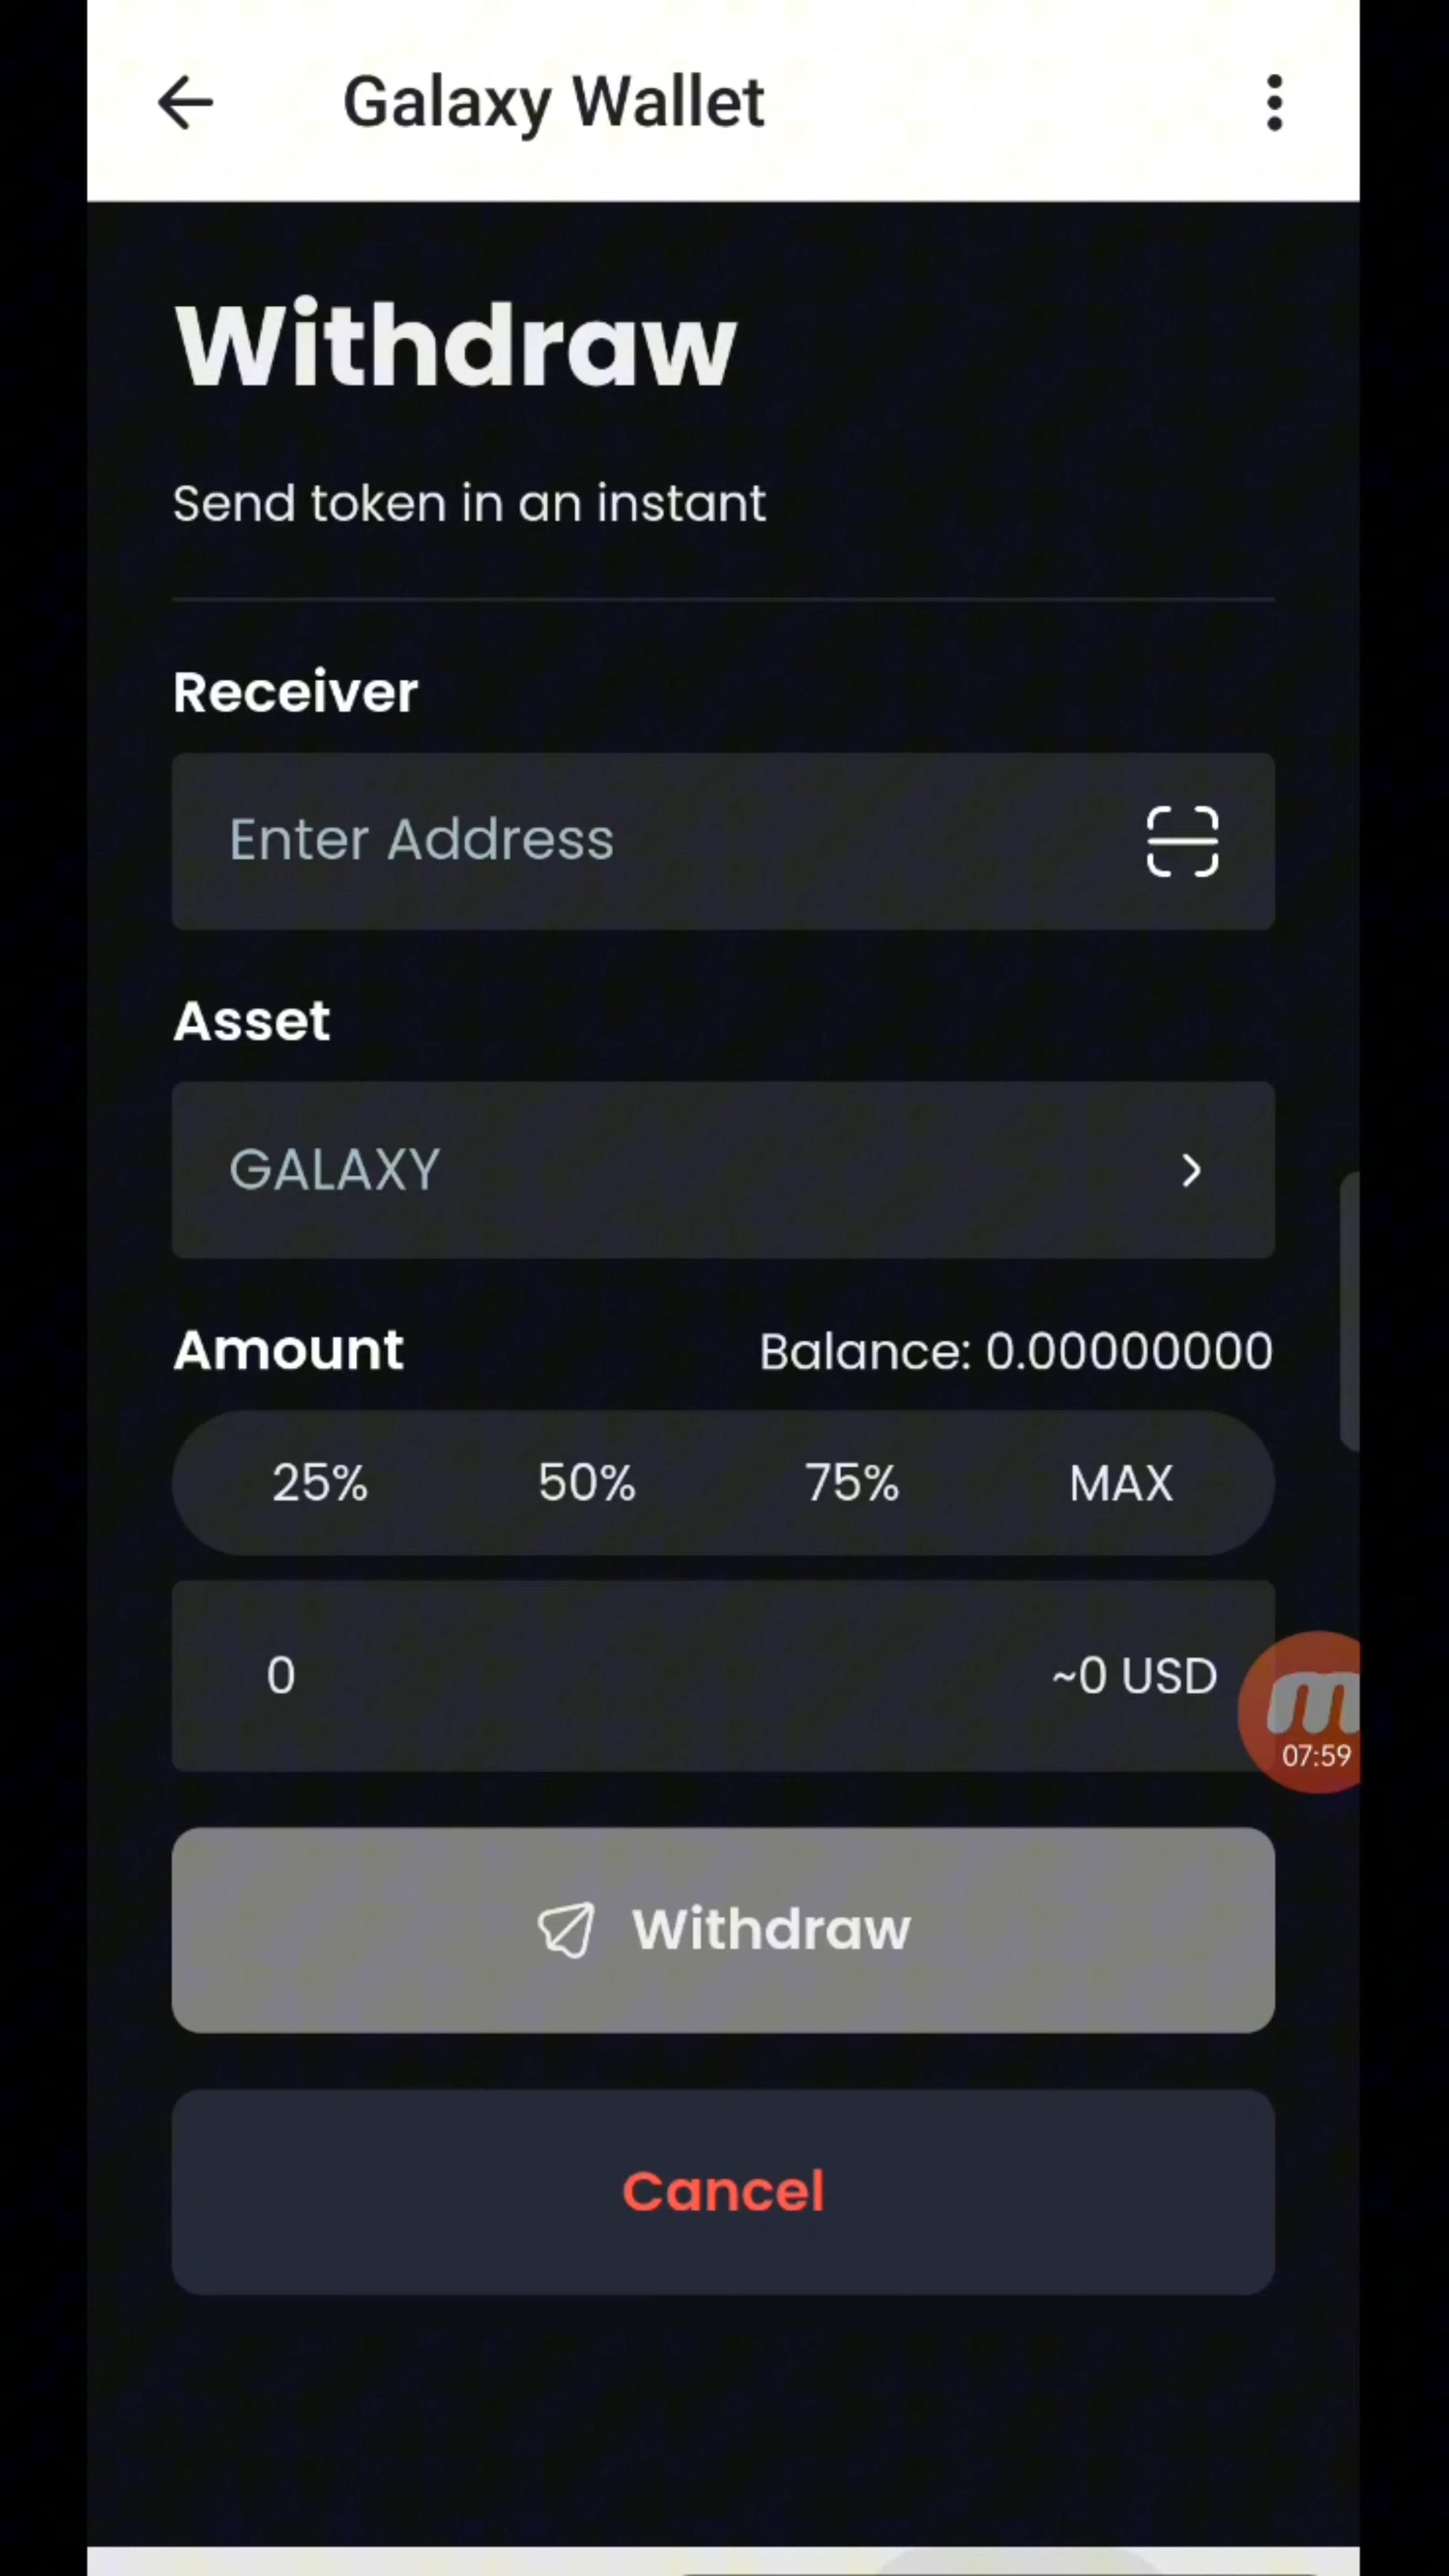 Galaxy Wallet
Withdraw
Send token in an instant
Receiver
Enter Address
Asset
GALAXY
Amount
Balance: 0.00000000
25% 50% 75% MAX
0 ~0 USD
m
07:59
Withdraw
Cancel